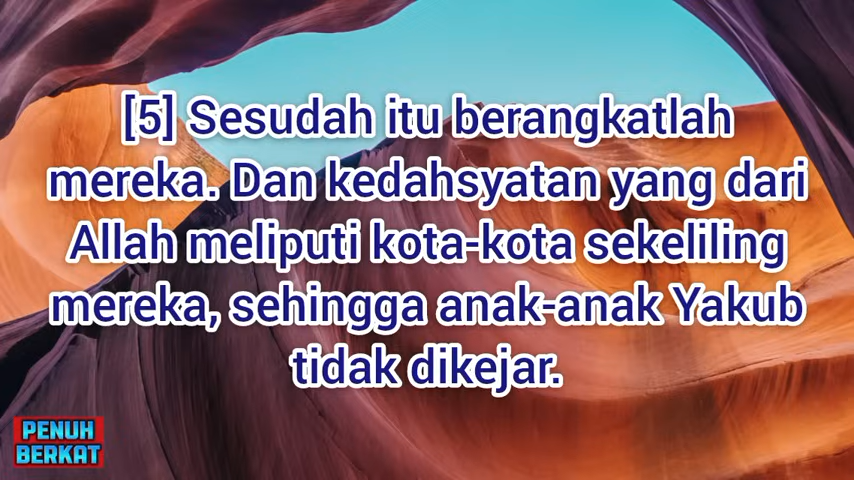 [5] Sesudah itu berangkatlah
mereka. Dan kedahsyatan yang dari
Allah meliputi kota-kota sekeliling
mereka, sehingga anak-anak Yakub
tidak dikejar.
PENUH
BERKAT